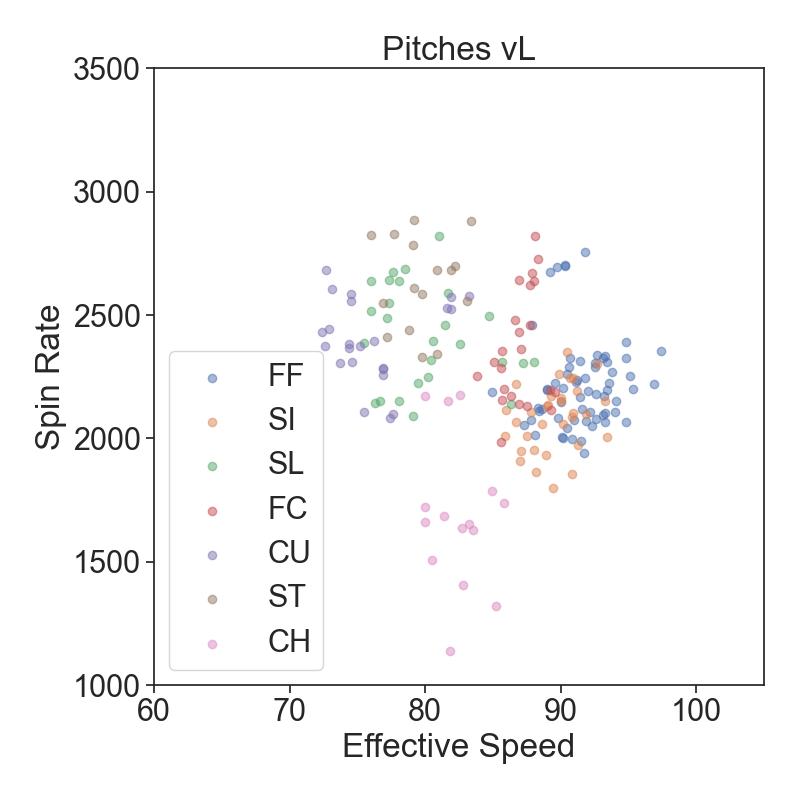 Pitches vL
3500
3000
2500
2000
1500
1000
Spin Rate
FF
SI
SL
FC
CU
ST
CH
60 70 80 90 100
Effective Speed